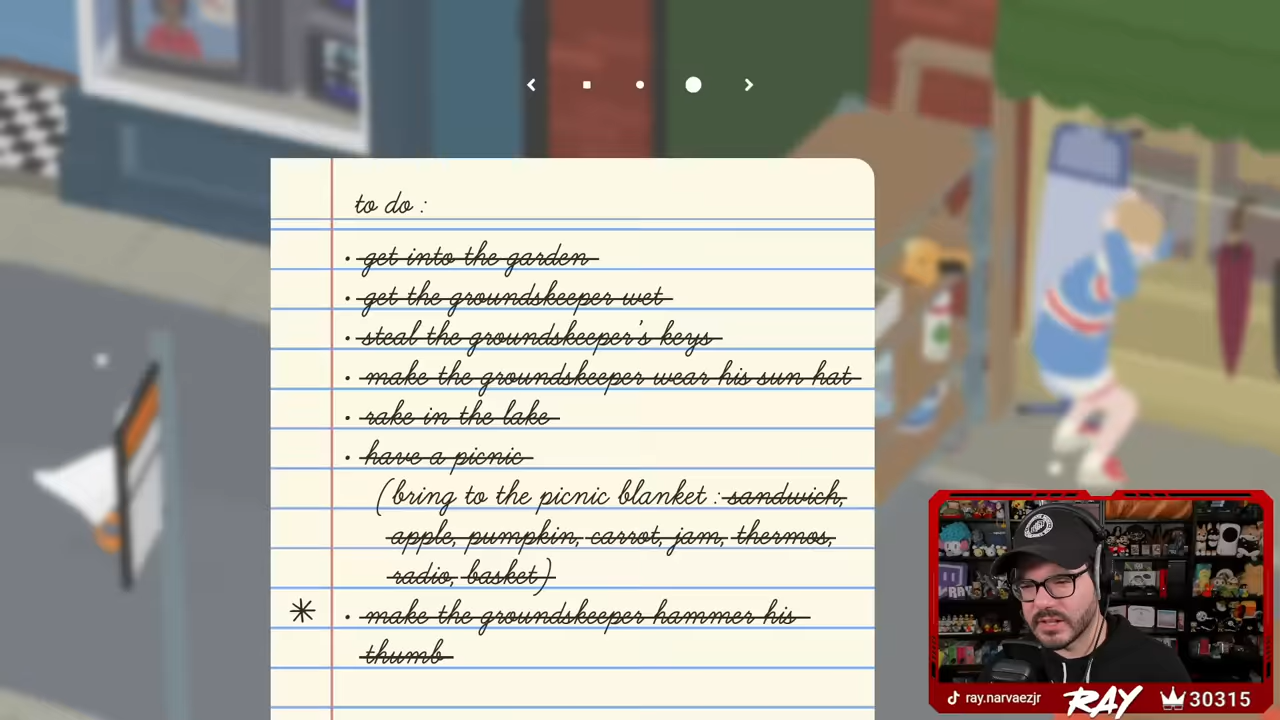 to do :
• get into the garden
• get the groundskeeper wet
• steal the groundskeeper's keys
• make the groundskeeper wear his sun hat
• rake in the lake
• have a picnic
(bring to the picnic blanket : sandwich,
apple, pumpkin, carrot, jam, thermos,
radio, basket)
• make the groundskeeper hammer his
thumb
ray.narvaezjr RAY 30315